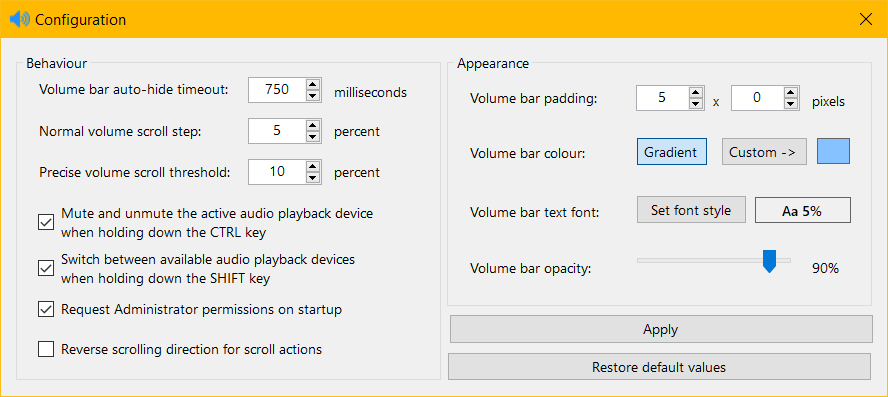 Configuration
Behaviour
Volume bar auto-hide timeout: 750 milliseconds
Normal volume scroll step: 5 percent
Precise volume scroll threshold: 10 percent
Mute and unmute the active audio playback device
when holding down the CTRL key
Switch between available audio playback devices
when holding down the SHIFT key
Request Administrator permissions on startup
Reverse scrolling direction for scroll actions
Appearance
Volume bar padding: 5 x 0 pixels
Volume bar colour: Gradient Custom ->
Volume bar text font: Set font style Aa 5%
Volume bar opacity: 90%
Apply
Restore default values